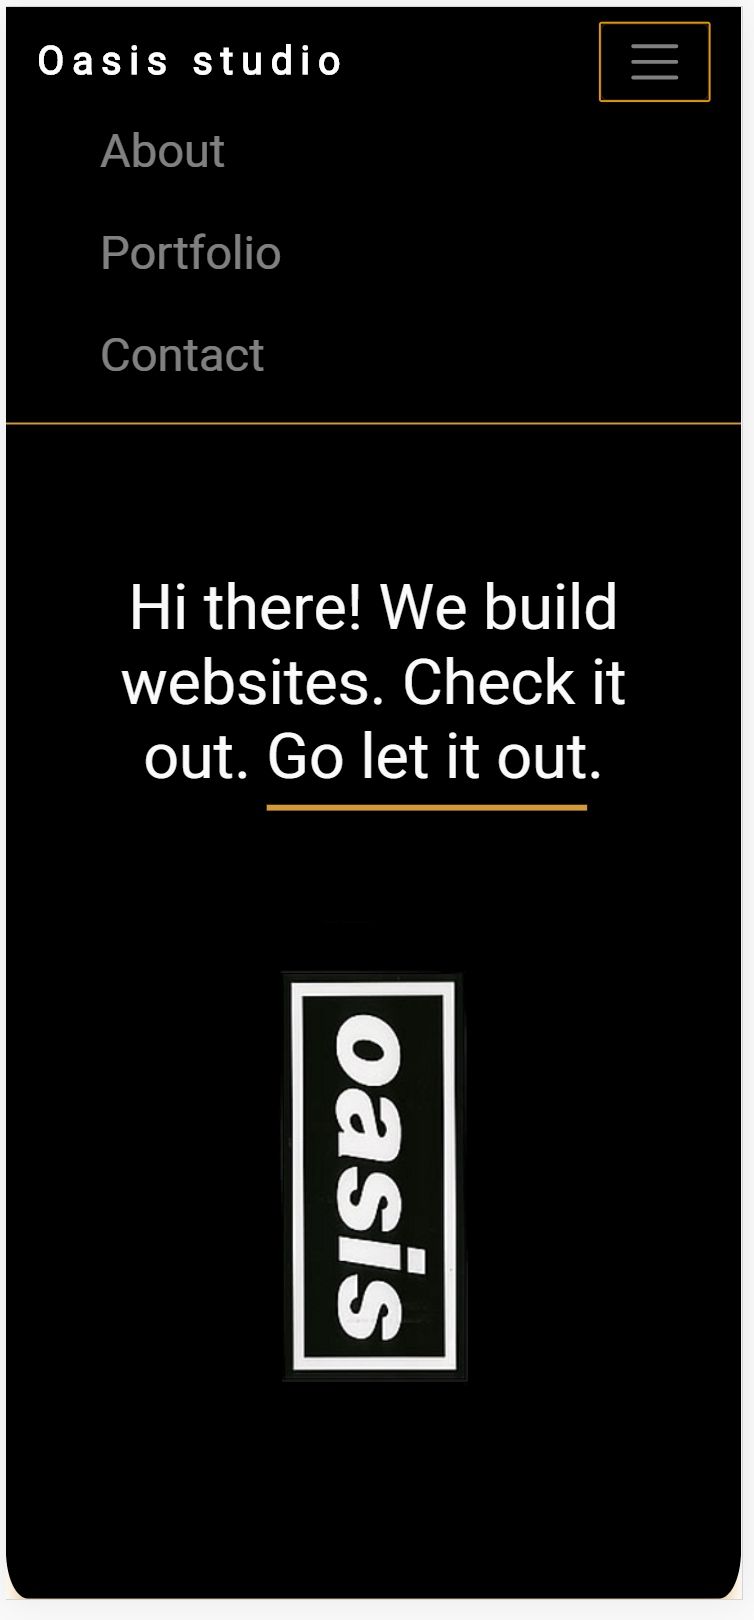 Oasis studio
About
Portfolio
Contact
Hi there! We build
websites. Check it
out. Go let it out.
oasis